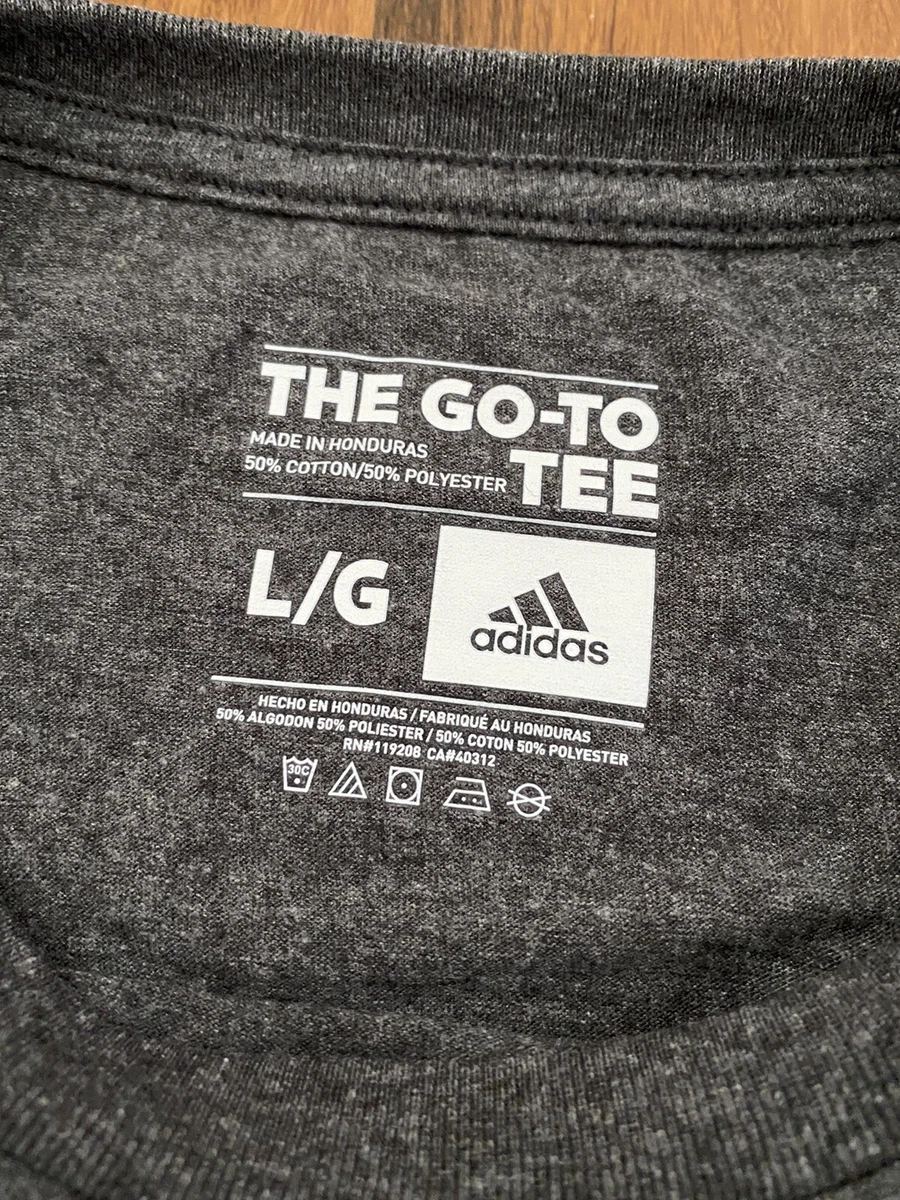 THE GO-TO
MADE IN HONDURAS
50% COTTON/50% POLYESTER
TEE
L/G
adidas
HECHO EN HONDURAS / FABRIQUÉ AU HONDURAS
50% ALGODON 50% POLIESTER / 50% COTON 50% POLYESTER
RN#119208 CA#40312
30C